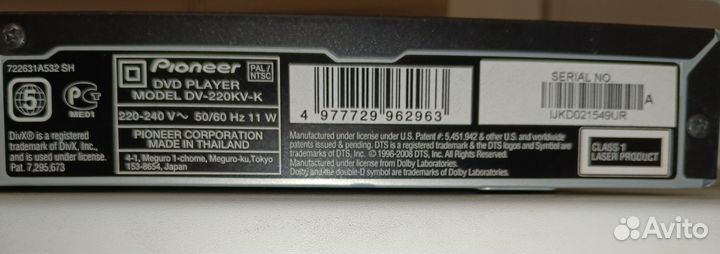 722631A532 SH
5
PG
MED1
DivX® is a registered
trademark of DivX, Inc.,
and is used under license.
Pat. 7,295,673
Pioneer
DVD PLAYER
MODEL DV-220KV-K
PAL/
NTSC
220-240 V~ 50/60 Hz 11 W
PIONEER CORPORATION
MADE IN THAILAND
4-1, Meguro 1-chome, Meguro-ku,Tokyo
153-8654, Japan
4 977729 962963
Manufactured under license under U.S. Patent #: 5,451,942 & other U.S. and worldwide
patents issued & pending. DTS is a registered trademark & the DTS logos and Symbol are
trademarks of DTS, Inc. © 1996-2008 DTS, Inc. All Rights Reserved.
Manufactured under license from Dolby Laboratories.
Dolby and the double-D symbol are trademarks of Dolby Laboratories.
SERIAL NO
A
IJKD021549UR
CLASS 1
LASER PRODUCT
Avito